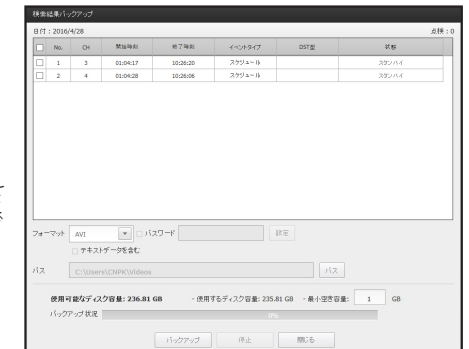 検索結果バックアップ
日付 : 2016/4/28 点検 : 0
No. CH 開始時刻 終了時刻 イベントタイプ DST型 状態
1 3 01:04:17 10:26:20 スケジュール スタンバイ
2 4 01:04:28 10:26:06 スケジュール スタンバイ
フォーマット AVI パスワード 設定
テキストデータを含む
パス C:\Users\CNPK\Videos パス
使用可能なディスク容量: 236.81 GB ・使用するディスク容量: 235.81 GB ・最小空き容量: 1 GB
バックアップ状況 0%
バックアップ 停止 閉じる